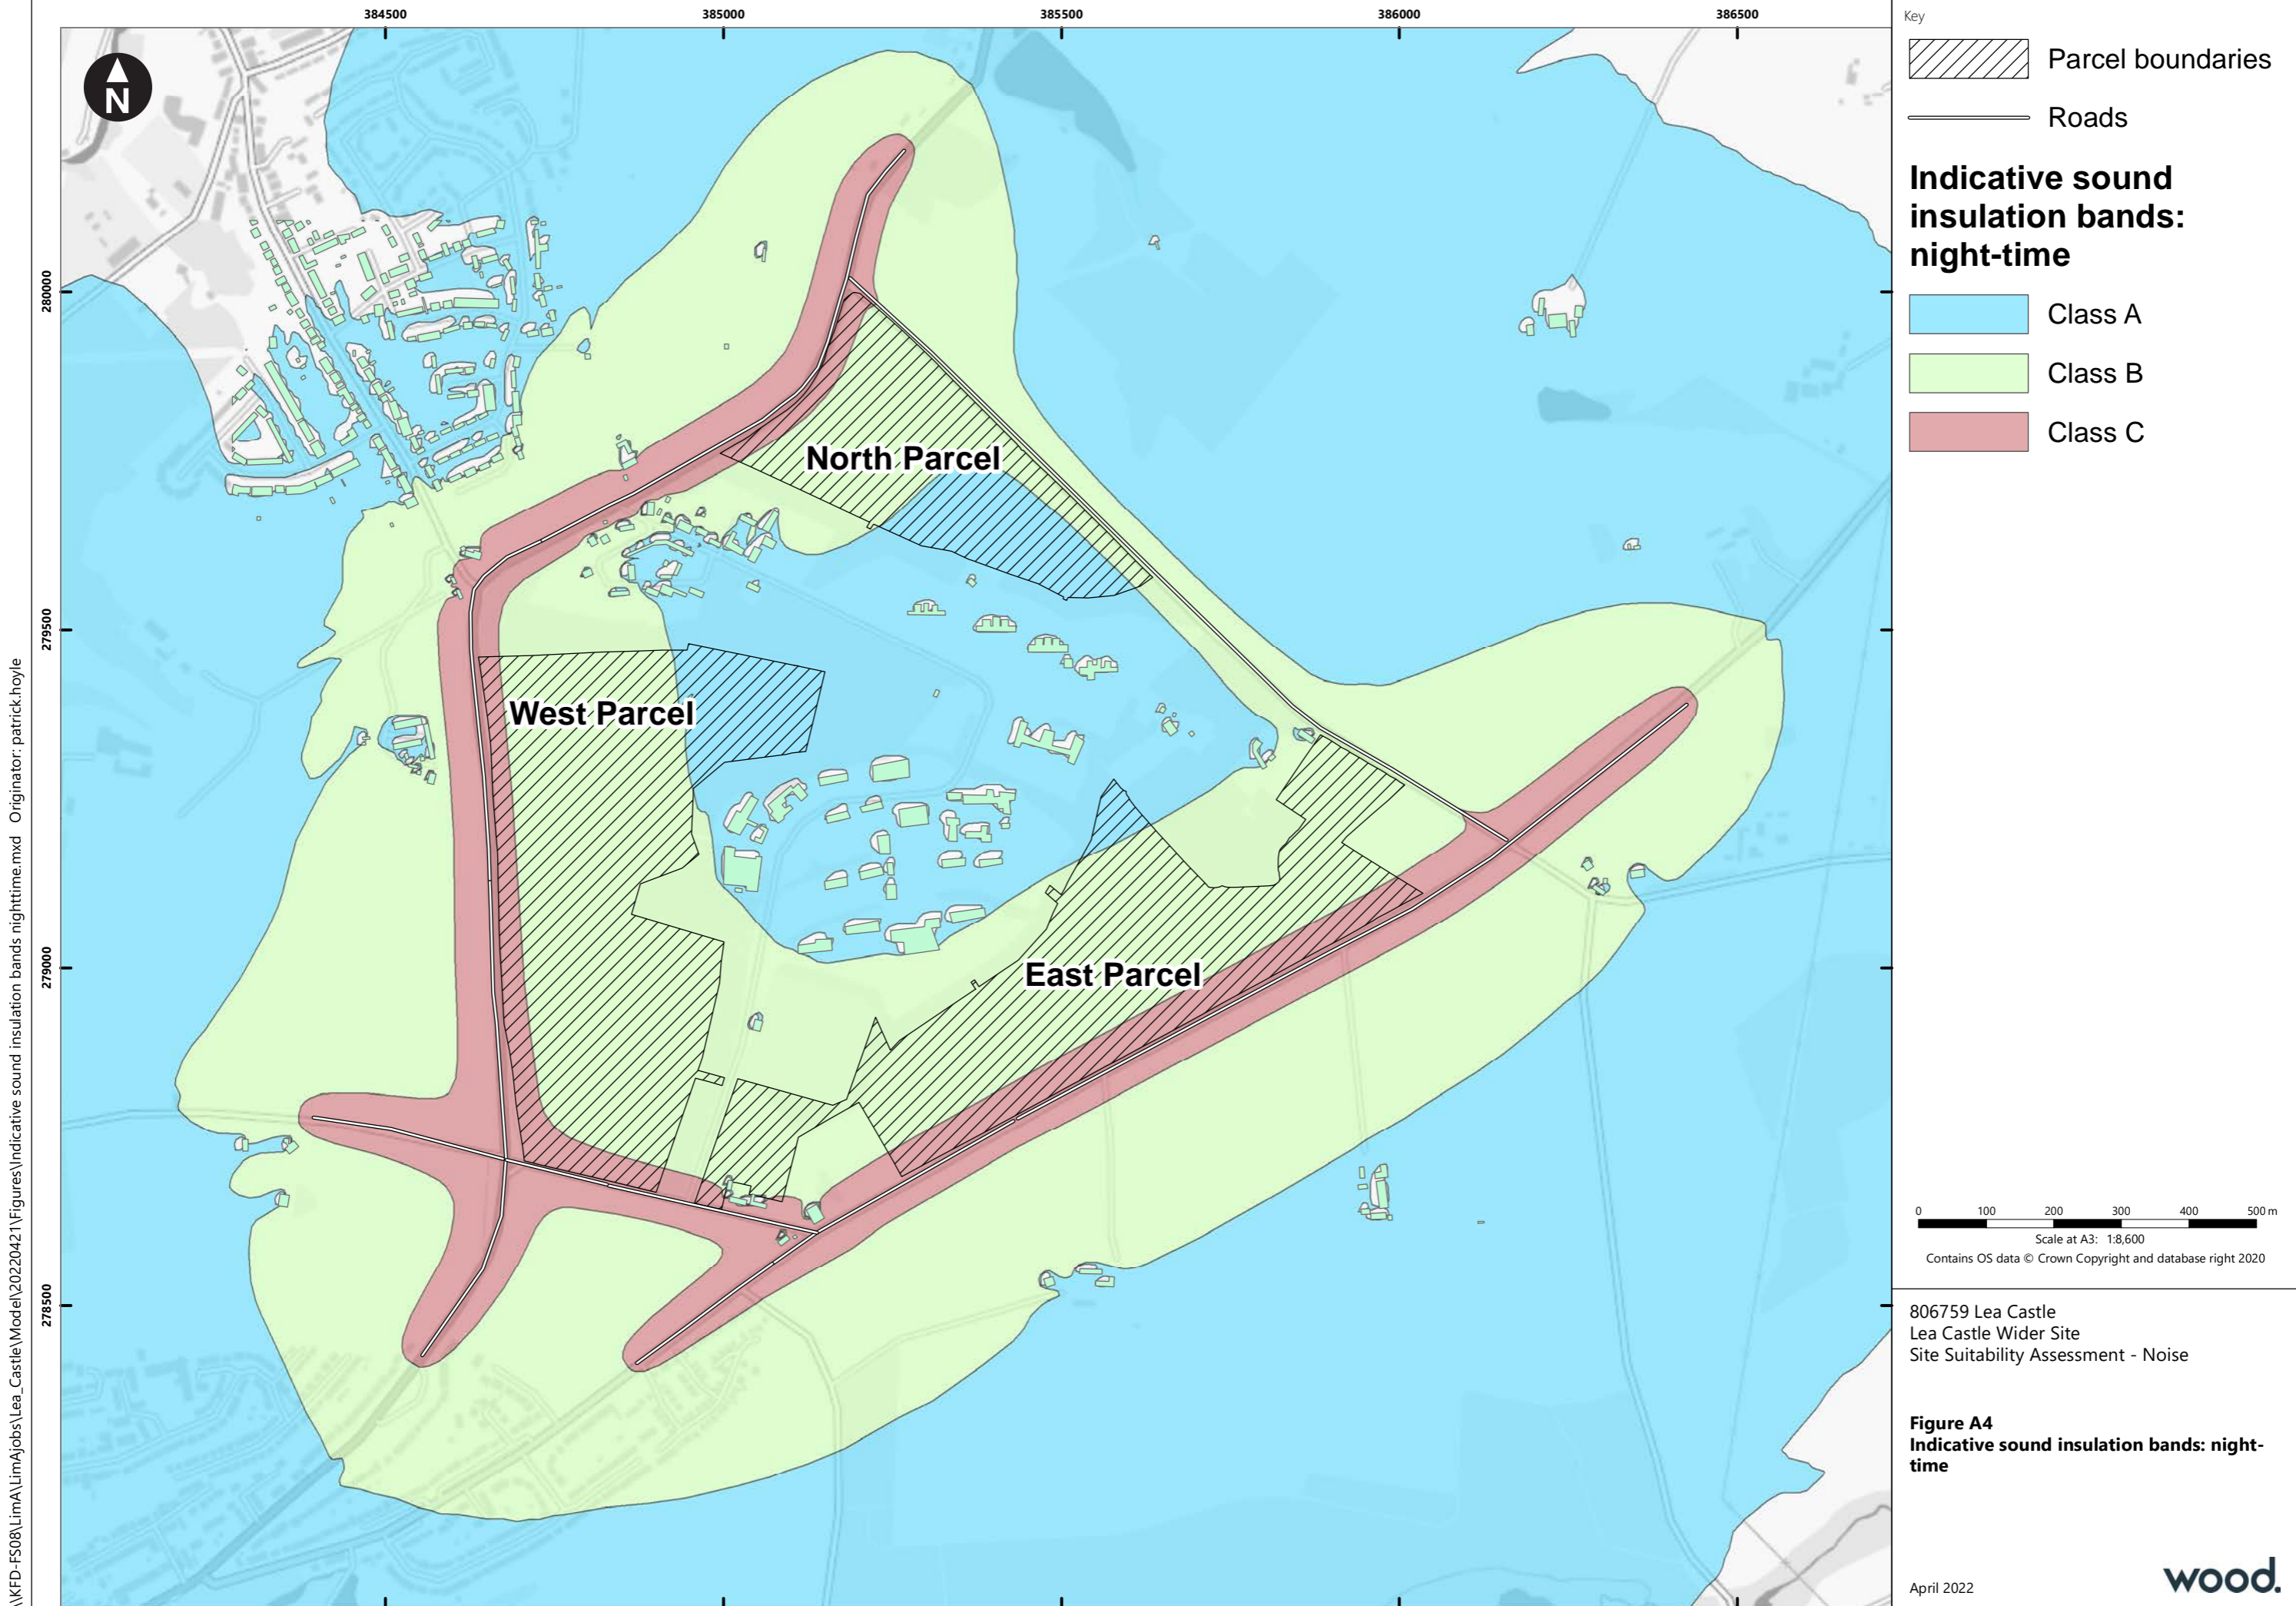 384500
385000
385500
386000
386500
280000
279500
279000
278500
N
North Parcel
West Parcel
East Parcel
\\KFD-FS08\LimA\LimAjobs\Lea_Castle\Model\20220421\Figures\Indicative sound insulation bands nighttime.mxd Originator: patrick.hoyle
Key
Parcel boundaries
Roads
Indicative sound
insulation bands:
night-time
Class A
Class B
Class C
0 100 200 300 400 500 m
Scale at A3: 1:8,600
Contains OS data © Crown Copyright and database right 2020
806759 Lea Castle
Lea Castle Wider Site
Site Suitability Assessment - Noise
Figure A4
Indicative sound insulation bands: night-
time
April 2022
wood.